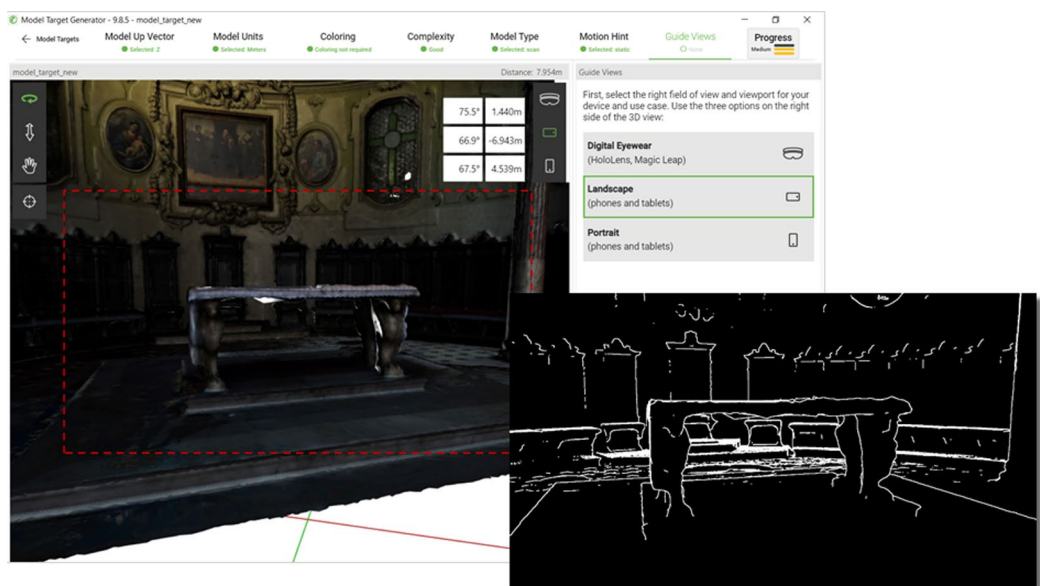 Model Target Generator - 9.8.5 - model_target_new
Model Targets
Model Up Vector
Selected: Z
Model Units
Selected: Meters
Coloring
Coloring not required
Complexity
Good
Model Type
Selected: scan
Motion Hint
Selected: static
Guide Views
None
Progress
Medium:
model_target_new
Distance: 7.954m
75.5° 1.440m
66.9° -6.943m
67.5° 4.539m
Guide Views
First, select the right field of view and viewport for your
device and use case. Use the three options on the right
side of the 3D view:
Digital Eyewear
(HoloLens, Magic Leap)
Landscape
(phones and tablets)
Portrait
(phones and tablets)